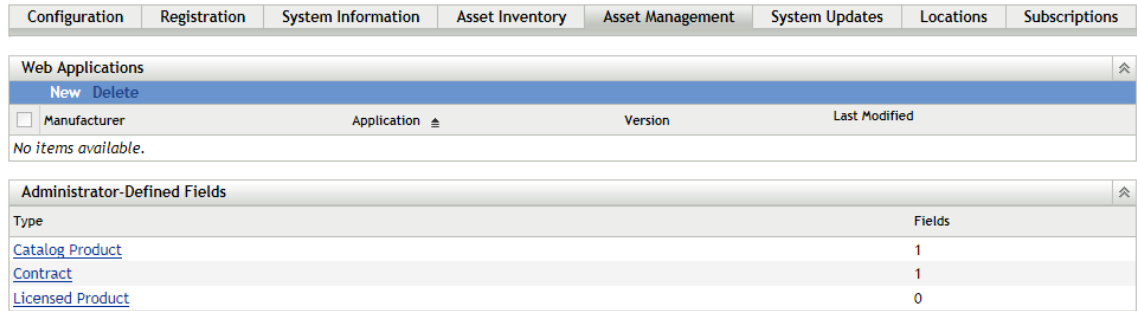 Configuration Registration System Information Asset Inventory Asset Management System Updates Locations Subscriptions
Web Applications
New Delete
Manufacturer Application Version Last Modified
No items available.
Administrator-Defined Fields
Type Fields
Catalog Product 1
Contract 1
Licensed Product 0